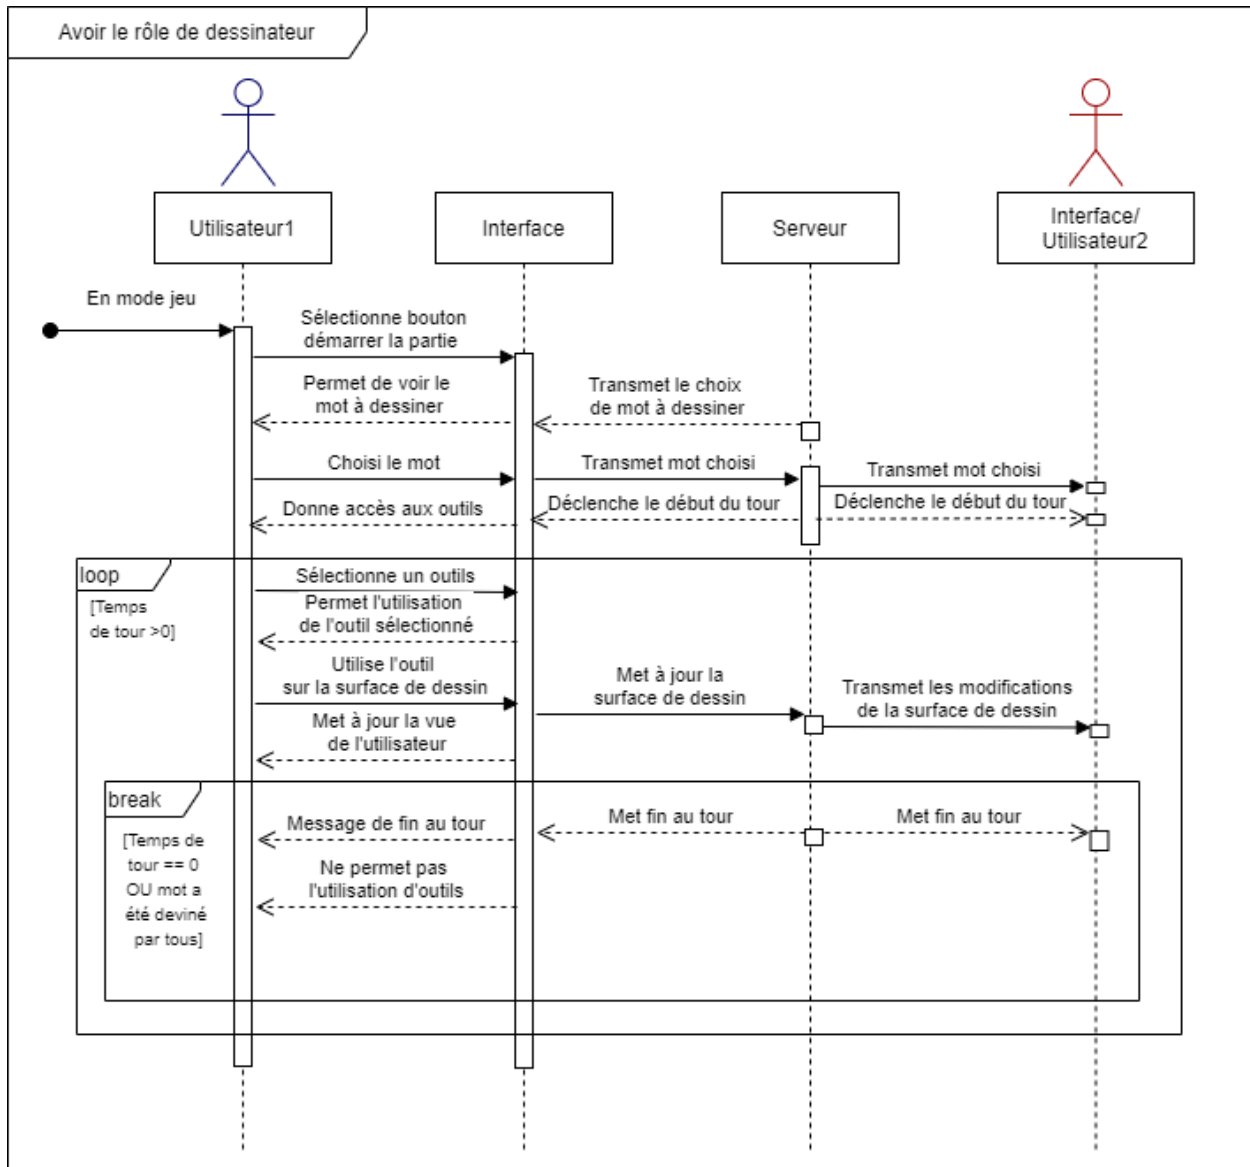 Avoir le rôle de dessinateur
Utilisateur1
Interface
Serveur
Interface/
Utilisateur2
En mode jeu
Sélectionne bouton
démarrer la partie
Permet de voir le
mot à dessiner
Transmet le choix
de mot à dessiner
Choisi le mot
Transmet mot choisi
Transmet mot choisi
Donne accès aux outils
Déclenche le début du tour
Déclenche le début du tour
loop
[Temps
de tour >0]
Sélectionne un outils
Permet l'utilisation
de l'outil sélectionné
Utilise l'outil
sur la surface de dessin
Met à jour la
surface de dessin
Transmet les modifications
de la surface de dessin
Met à jour la vue
de l'utilisateur
break
[Temps de
tour == 0
OU mot a
été deviné
par tous]
Message de fin au tour
Met fin au tour
Met fin au tour
Ne permet pas
l'utilisation d'outils